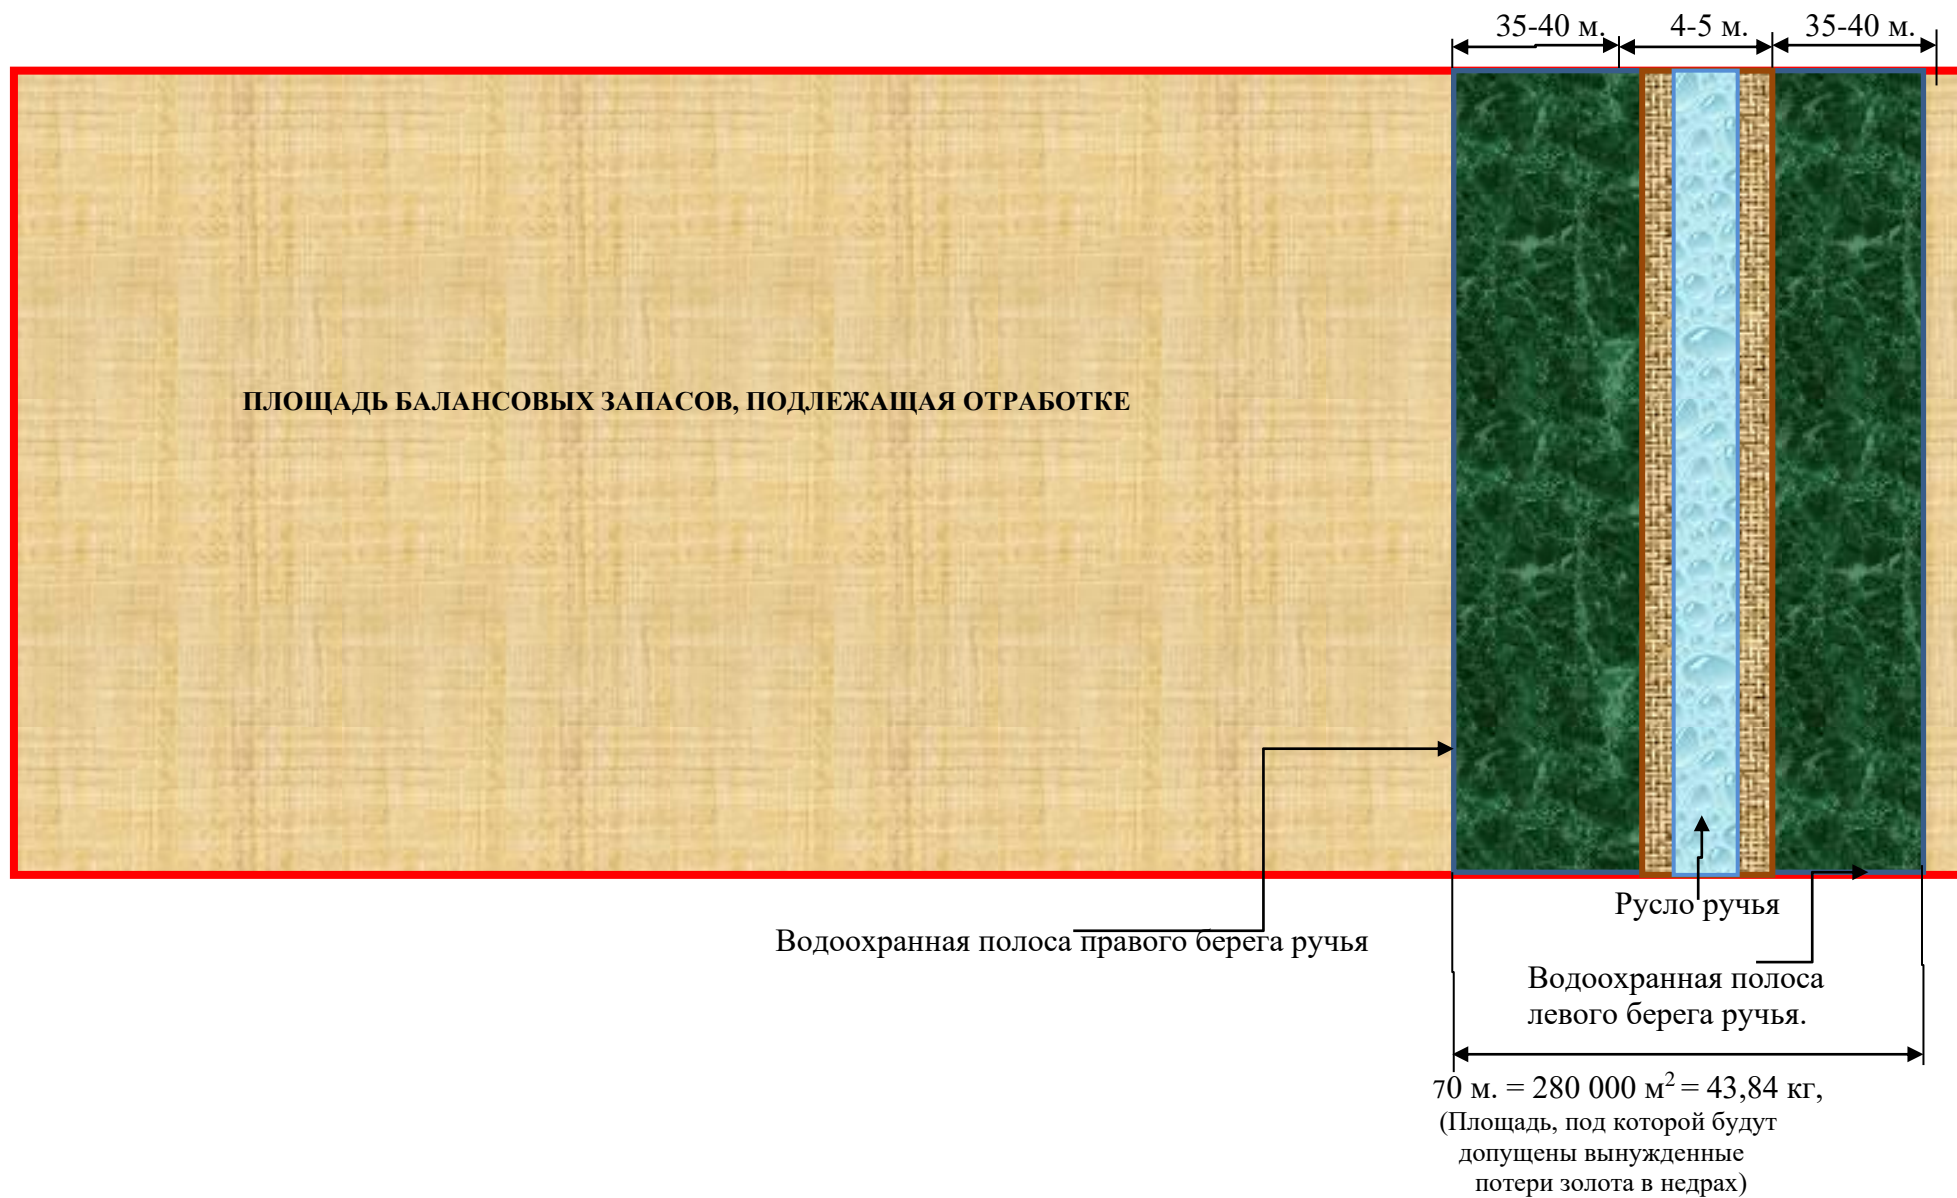 35-40 м. 4-5 м. 35-40 м.
ПЛОЩАДЬ БАЛАНСОВЫХ ЗАПАСОВ, ПОДЛЕЖАЩАЯ ОТРАБОТКЕ
Русло ручья
Водоохранная полоса правого берега ручья
Водоохранная полоса
левого берега ручья.
70 м. = 280 000 м² = 43,84 кг,
(Площадь, под которой будут
допущены вынужденные
потери золота в недрах)